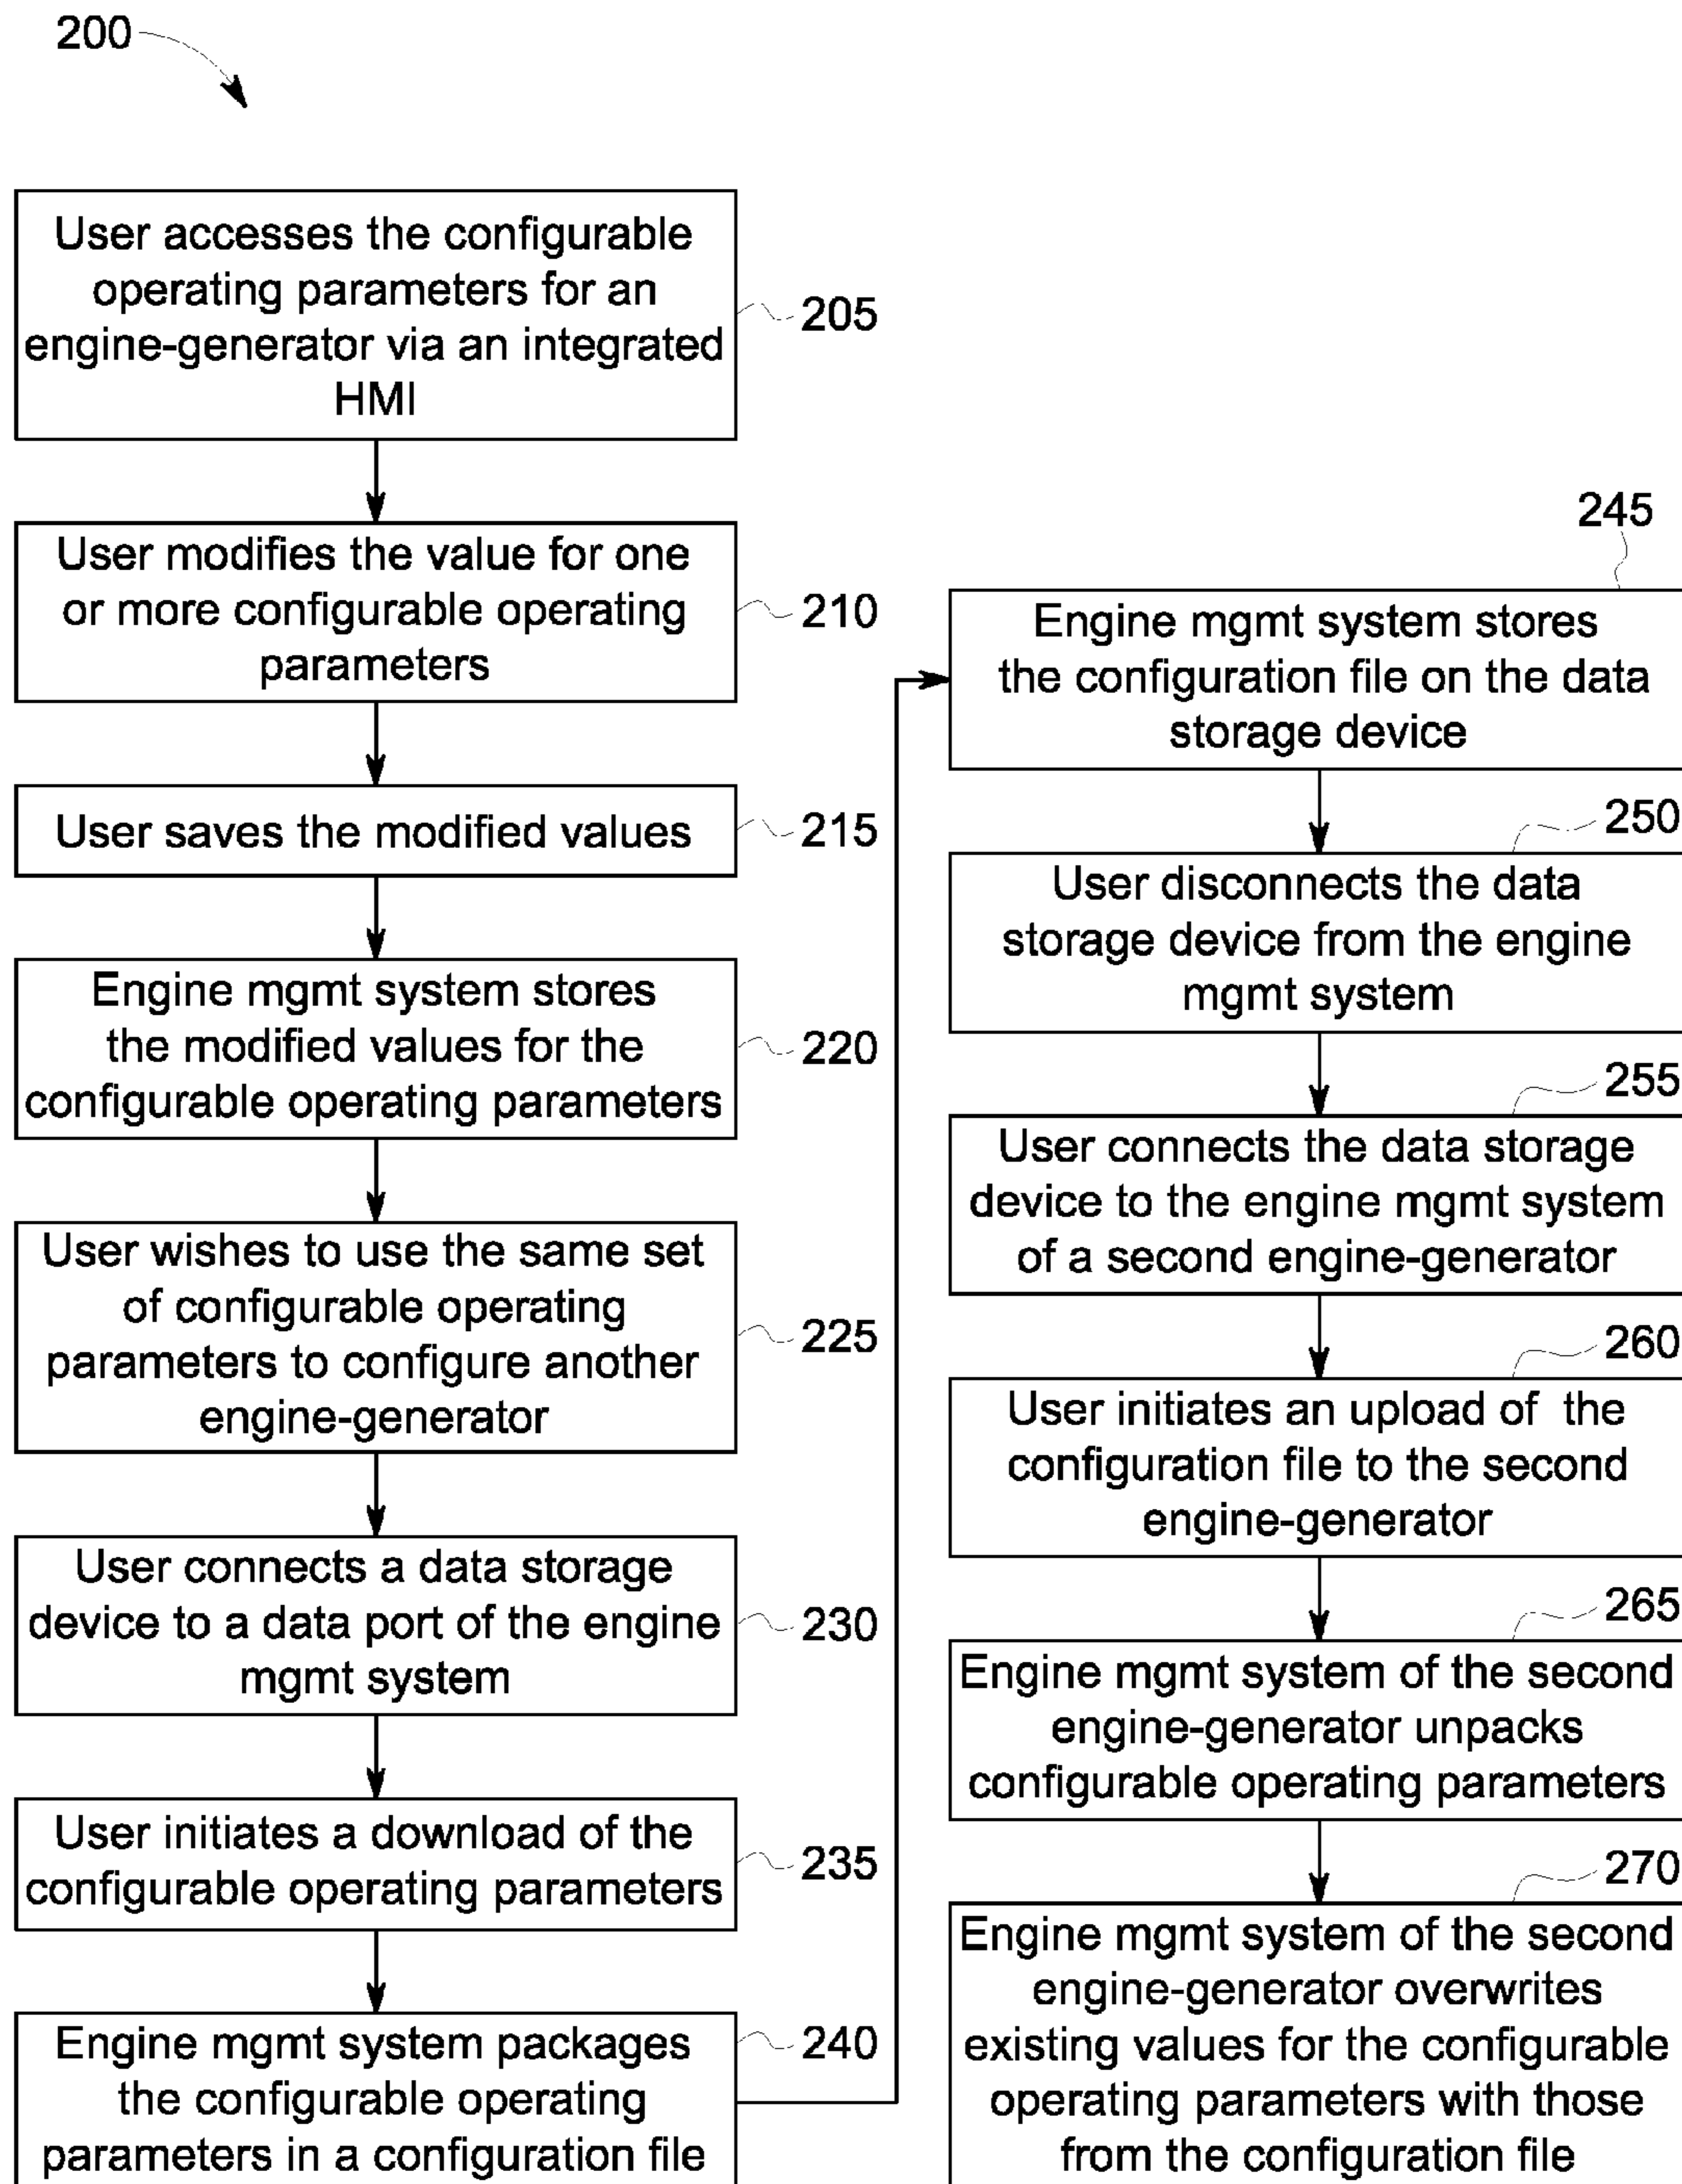 200
User accesses the configurable
operating parameters for an
engine-generator via an integrated
HMI
205
User modifies the value for one
or more configurable operating
parameters
210
User saves the modified values
215
Engine mgmt system stores
the modified values for the
configurable operating parameters
220
User wishes to use the same set
of configurable operating
parameters to configure another
engine-generator
225
User connects a data storage
device to a data port of the engine
mgmt system
230
User initiates a download of the
configurable operating parameters
235
Engine mgmt system packages
the configurable operating
parameters in a configuration file
240
245
Engine mgmt system stores
the configuration file on the data
storage device
250
User disconnects the data
storage device from the engine
mgmt system
255
User connects the data storage
device to the engine mgmt system
of a second engine-generator
260
User initiates an upload of the
configuration file to the second
engine-generator
265
Engine mgmt system of the second
engine-generator unpacks
configurable operating parameters
270
Engine mgmt system of the second
engine-generator overwrites
existing values for the configurable
operating parameters with those
from the configuration file